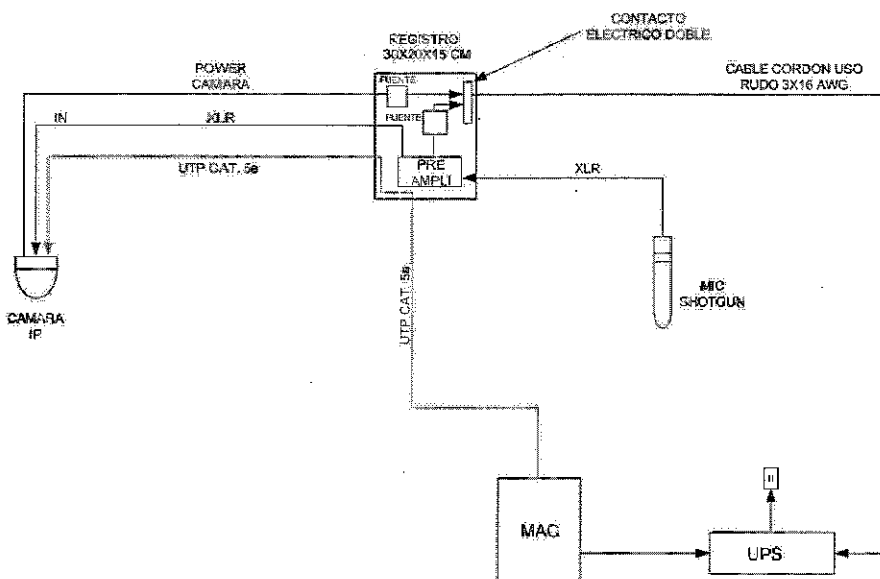 CONTACTO
ELECTRICO DOBLE
REGISTRO
30X20X15 CM
POWER
CAMARA
FUENTE
CABLE CORDON USO
RUDO 3X16 AWG
FUENTE
IN
XLR
UTP CAT. 5e
PRE
AMPLI
XLR
UTP CAT. 5e
MIC
SHOTGUN
CAMARA
IP
MAC
UPS